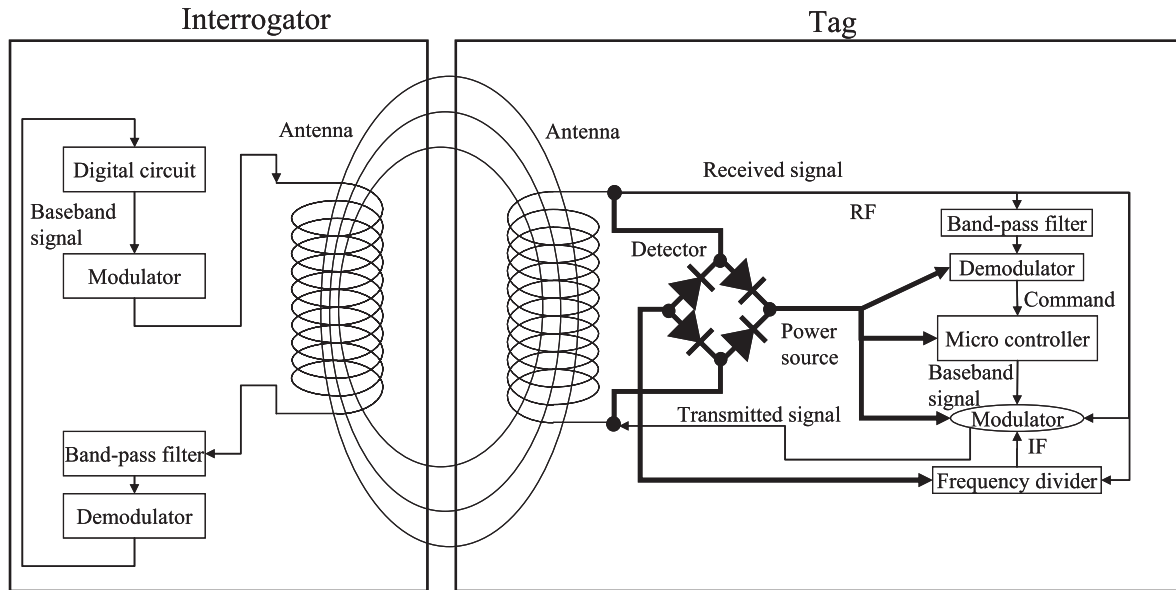 Interrogator
Tag
Antenna
Antenna
Digital circuit
Baseband
signal
Modulator
Band-pass filter
Demodulator
Received signal
RF
Band-pass filter
Detector
Demodulator
Command
Power
source
Micro controller
Baseband
signal
Transmitted signal
Modulator
IF
Frequency divider